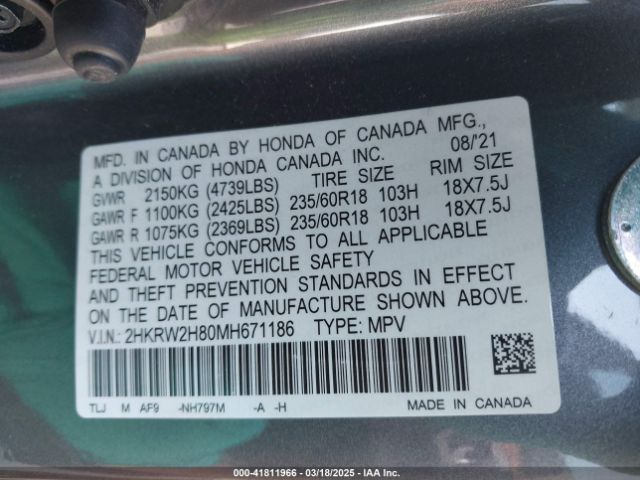 MFD. IN CANADA BY HONDA OF CANADA MFG.,
A DIVISION OF HONDA CANADA INC. 08/'21
GVWR 2150KG (4739LBS) TIRE SIZE RIM SIZE
GAWR F 1100KG (2425LBS) 235/60R18 103H 18X7.5J
GAWR R 1075KG (2369LBS) 235/60R18 103H 18X7.5J
THIS VEHICLE CONFORMS TO ALL APPLICABLE
FEDERAL MOTOR VEHICLE SAFETY
AND THEFT PREVENTION STANDARDS IN EFFECT
ON THE DATE OF MANUFACTURE SHOWN ABOVE.
V.I.N.: 2HKRW2H80MH671186 TYPE: MPV
TLJ M AF9 -NH797M -A -H
MADE IN CANADA
000-41811966 | 03/18/2025 | IAA Inc.